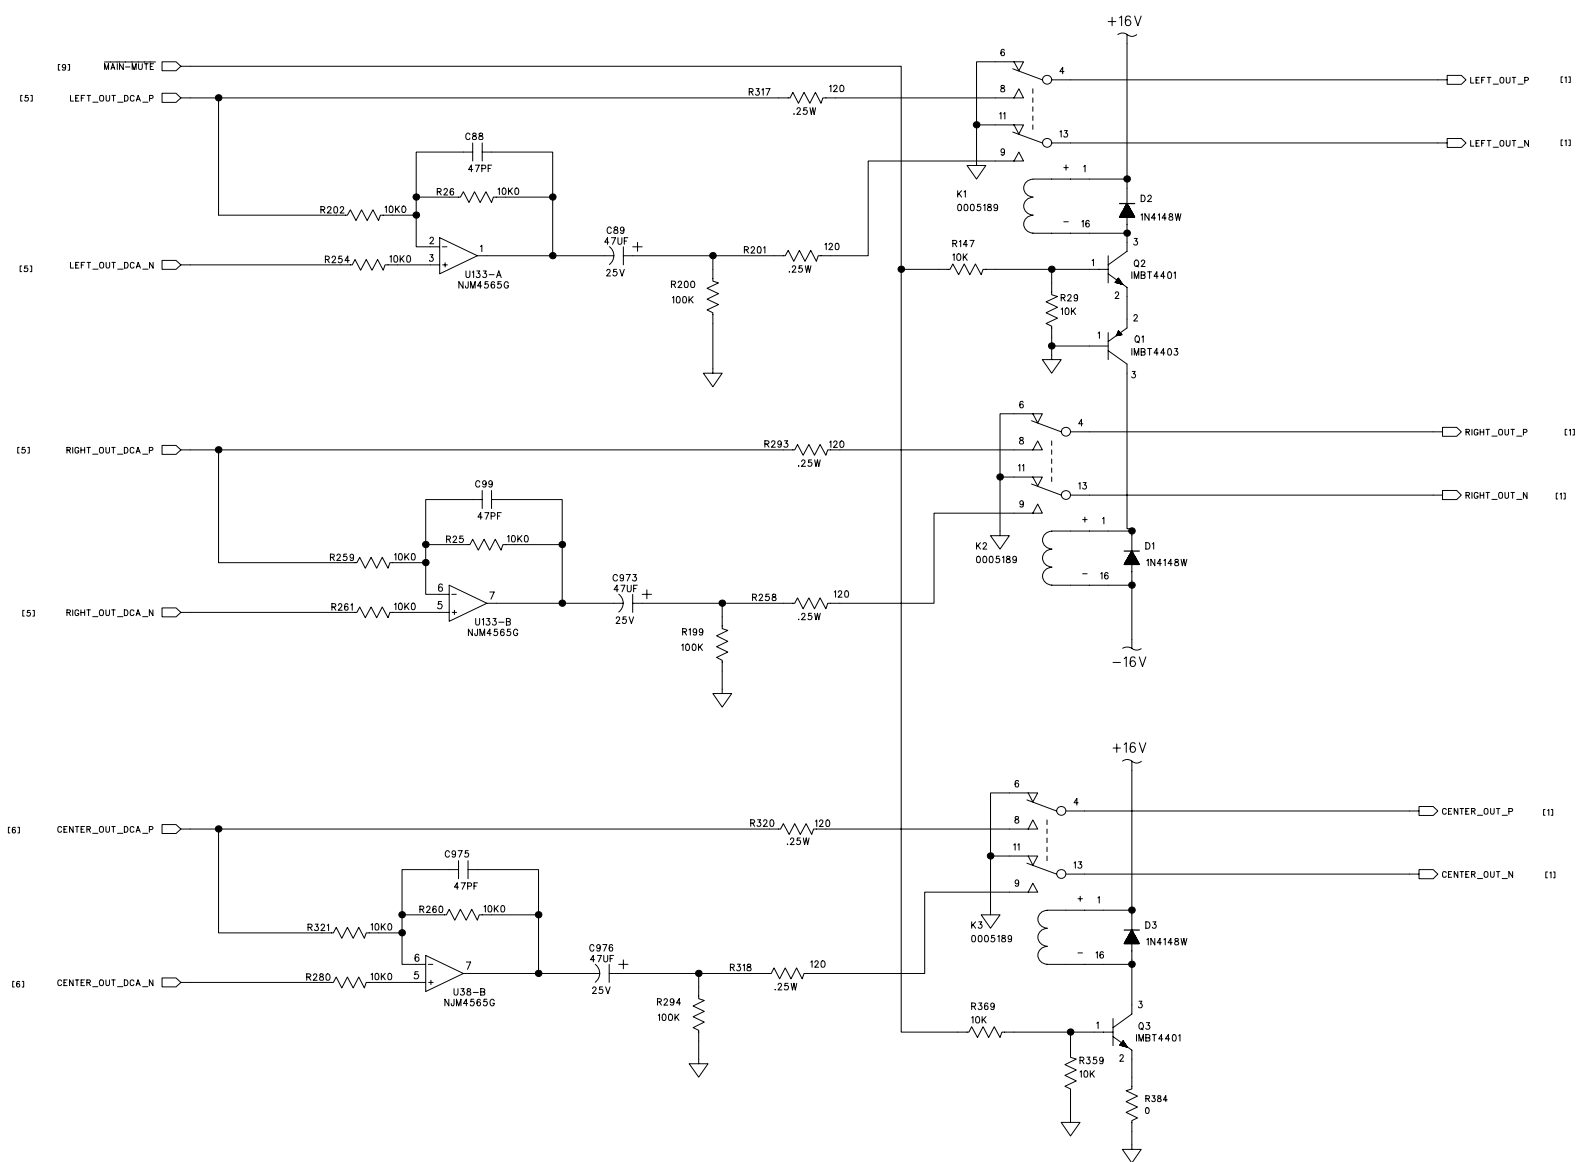 +16V
[9] MAIN-MUTE
6
4
LEFT_OUT_P [1]
[5] LEFT_OUT_DCA_P
R317 120
.25W
8
11
13
LEFT_OUT_N [1]
9
C88
47PF
R26 10K0
R202 10K0
K1
0005189
+ 1
- 16
D2
1N4148W
2
3
1
[5] LEFT_OUT_DCA_N
R254 10K0
U133-A
NJM4565G
C89
47UF +
25V
R201 120
.25W
R200
100K
R147
10K
1
3
Q2
IMBT4401
2
R29
10K
2
1
Q1
IMBT4403
3
[5] RIGHT_OUT_DCA_P
R293 120
.25W
6
4
RIGHT_OUT_P [1]
8
11
13
RIGHT_OUT_N [1]
9
C99
47PF
R25 10K0
R259 10K0
K2
0005189
+ 1
- 16
D1
1N4148W
6
5
7
[5] RIGHT_OUT_DCA_N
R261 10K0
U133-B
NJM4565G
C973
47UF +
25V
R258 120
.25W
R199
100K
-16V
+16V
6
4
CENTER_OUT_P [1]
[6] CENTER_OUT_DCA_P
R320 120
.25W
8
11
13
CENTER_OUT_N [1]
9
C975
47PF
R260 10K0
R321 10K0
K3
0005189
+ 1
- 16
D3
1N4148W
6
5
7
[6] CENTER_OUT_DCA_N
R280 10K0
U38-B
NJM4565G
C976
47UF +
25V
R318 120
.25W
R294
100K
R369
10K
1
3
Q3
IMBT4401
2
R359
10K
R384
0